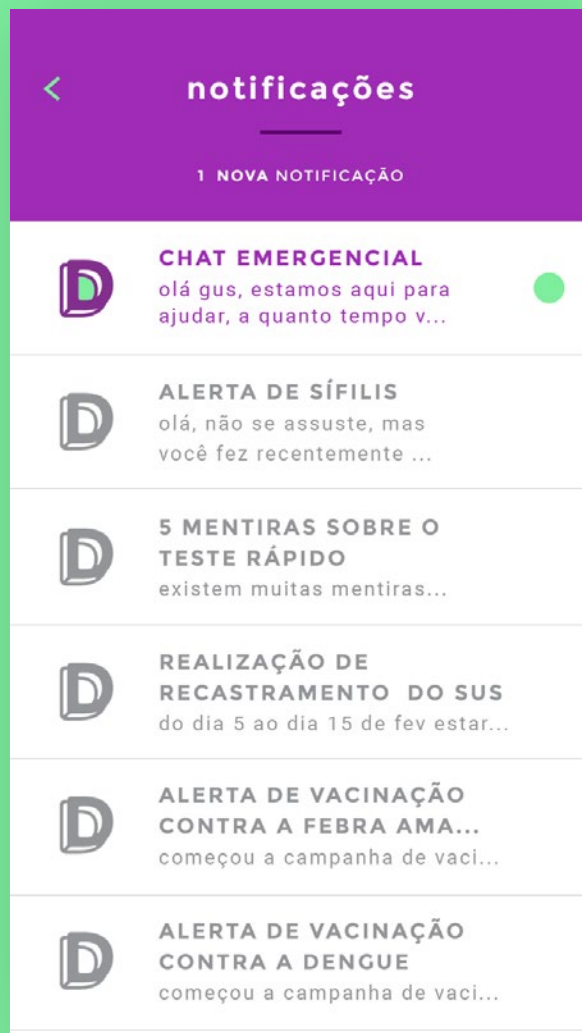 notificações
1 NOVA NOTIFICAÇÃO
CHAT EMERGENCIAL
olá gus, estamos aqui para
ajudar, a quanto tempo v...
ALERTA DE SÍFILIS
olá, não se assuste, mas
você fez recentemente ...
5 MENTIRAS SOBRE O
TESTE RÁPIDO
existem muitas mentiras...
REALIZAÇÃO DE
RECASTRAMENTO DO SUS
do dia 5 ao dia 15 de fev estar...
ALERTA DE VACINAÇÃO
CONTRA A FEBRA AMA...
começou a campanha de vaci...
ALERTA DE VACINAÇÃO
CONTRA A DENGUE
começou a campanha de vaci...